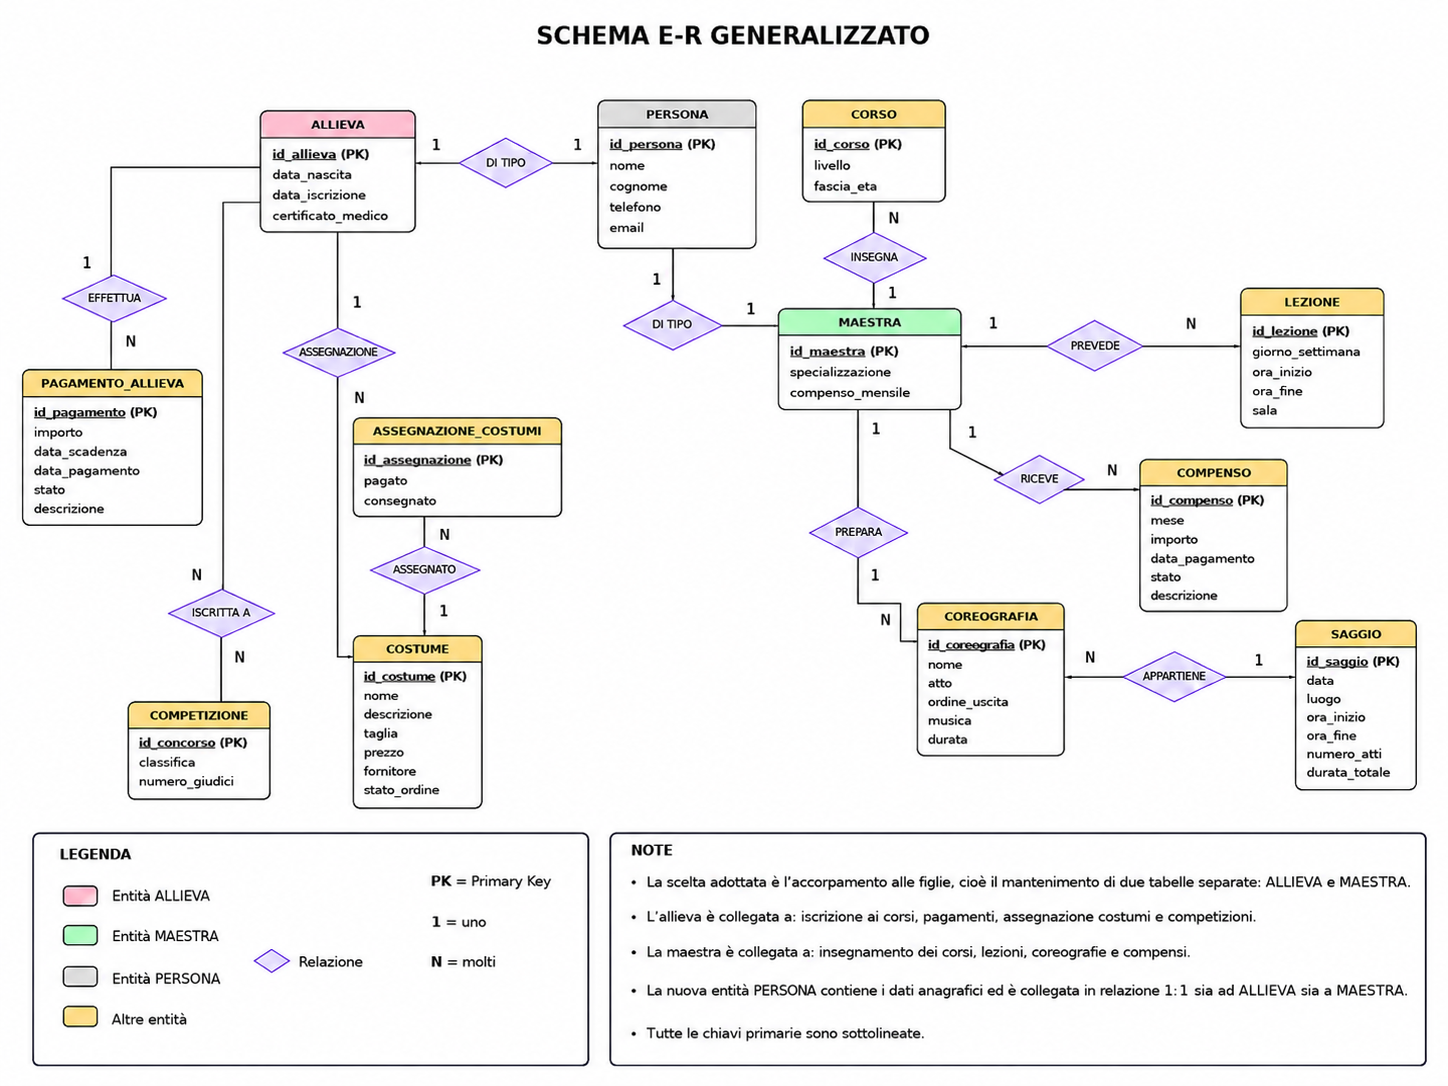 SCHEMA E-R GENERALIZZATO
ALLIEVA
id_allieva (PK)
data_nascita
data_iscrizione
certificato_medico
1
DI TIPO
1
PERSONA
id_persona (PK)
nome
cognome
telefono
email
CORSO
id_corso (PK)
livello
fascia_eta
N
INSEGNA
1
1
DI TIPO
1
MAESTRA
id_maestra (PK)
specializzazione
compenso_mensile
1
PREVEDE
N
LEZIONE
id_lezione (PK)
giorno_settimana
ora_inizio
ora_fine
sala
1
EFFETTUA
N
PAGAMENTO_ALLIEVA
id_pagamento (PK)
importo
data_scadenza
data_pagamento
stato
descrizione
1
ASSEGNAZIONE
N
ASSEGNAZIONE_COSTUMI
id_assegnazione (PK)
pagato
consegnato
N
ASSEGNATO
1
COSTUME
id_costume (PK)
nome
descrizione
taglia
prezzo
fornitore
stato_ordine
N
ISCRITTA A
N
COMPETIZIONE
id_concorso (PK)
classifica
numero_giudici
1
RICEVE
N
COMPENSO
id_compenso (PK)
mese
importo
data_pagamento
stato
descrizione
1
PREPARA
1
N
COREOGRAFIA
id_coreografia (PK)
nome
atto
ordine_uscita
musica
durata
N
APPARTIENE
1
SAGGIO
id_saggio (PK)
data
luogo
ora_inizio
ora_fine
numero_atti
durata_totale
LEGENDA
Entità ALLIEVA
Entità MAESTRA
Entità PERSONA
Altre entità
Relazione
PK = Primary Key
1 = uno
N = molti
NOTE
• La scelta adottata è l'accorpamento alle figlie, cioè il mantenimento di due tabelle separate: ALLIEVA e MAESTRA.
• L'allieva è collegata a: iscrizione ai corsi, pagamenti, assegnazione costumi e competizioni.
• La maestra è collegata a: insegnamento dei corsi, lezioni, coreografie e compensi.
• La nuova entità PERSONA contiene i dati anagrafici ed è collegata in relazione 1:1 sia ad ALLIEVA sia a MAESTRA.
• Tutte le chiavi primarie sono sottolineate.